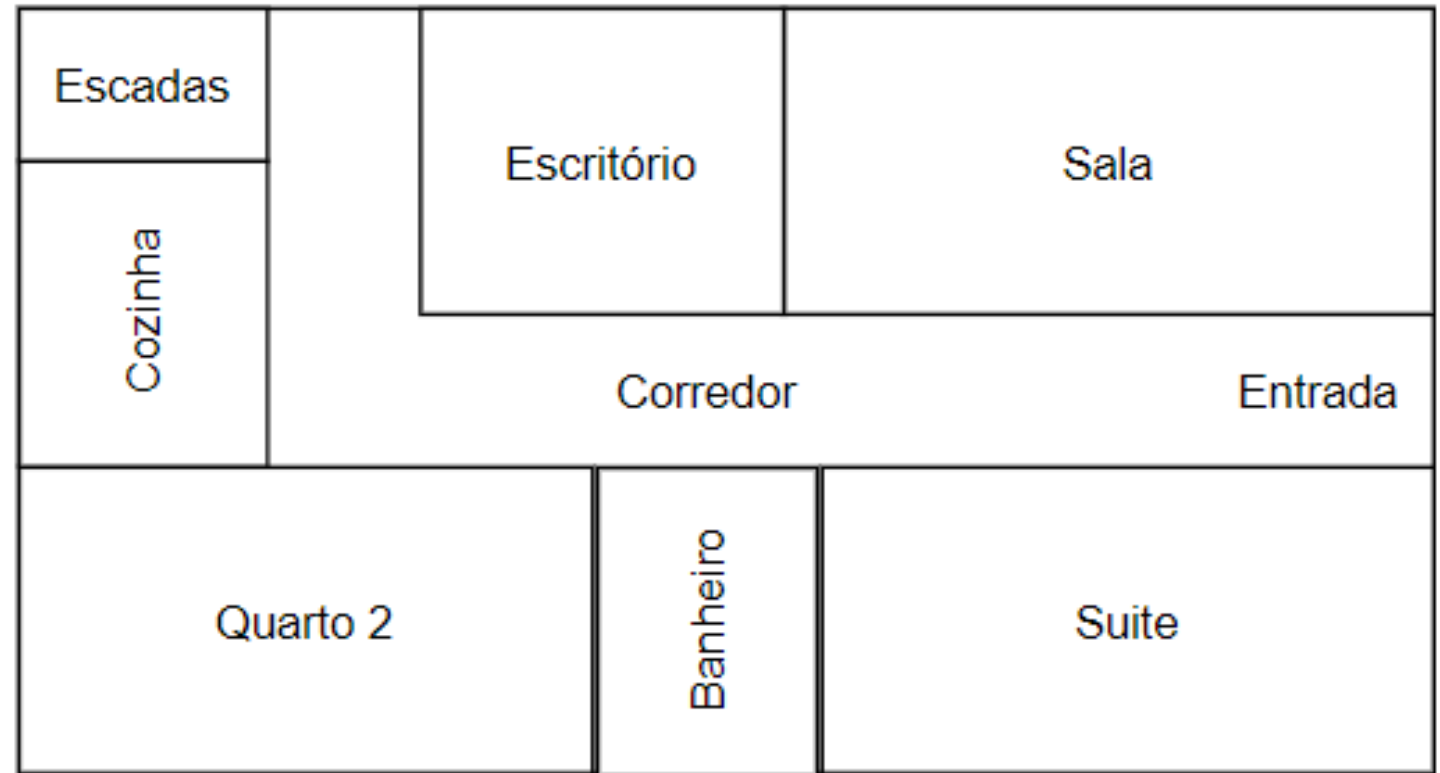 Escadas
Escritório
Sala
Cozinha
Corredor
Entrada
Quarto 2
Banheiro
Suite